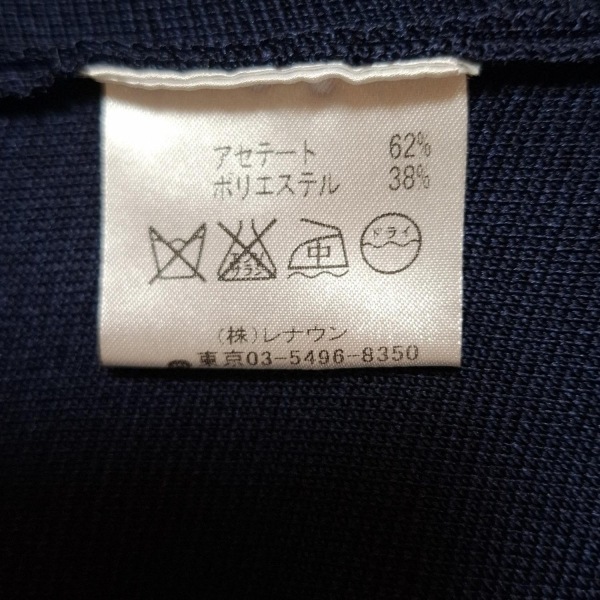 アセテート 62%
ポリエステル 38%
中 ドライ
(株)レナウン
東京03-5496-8350